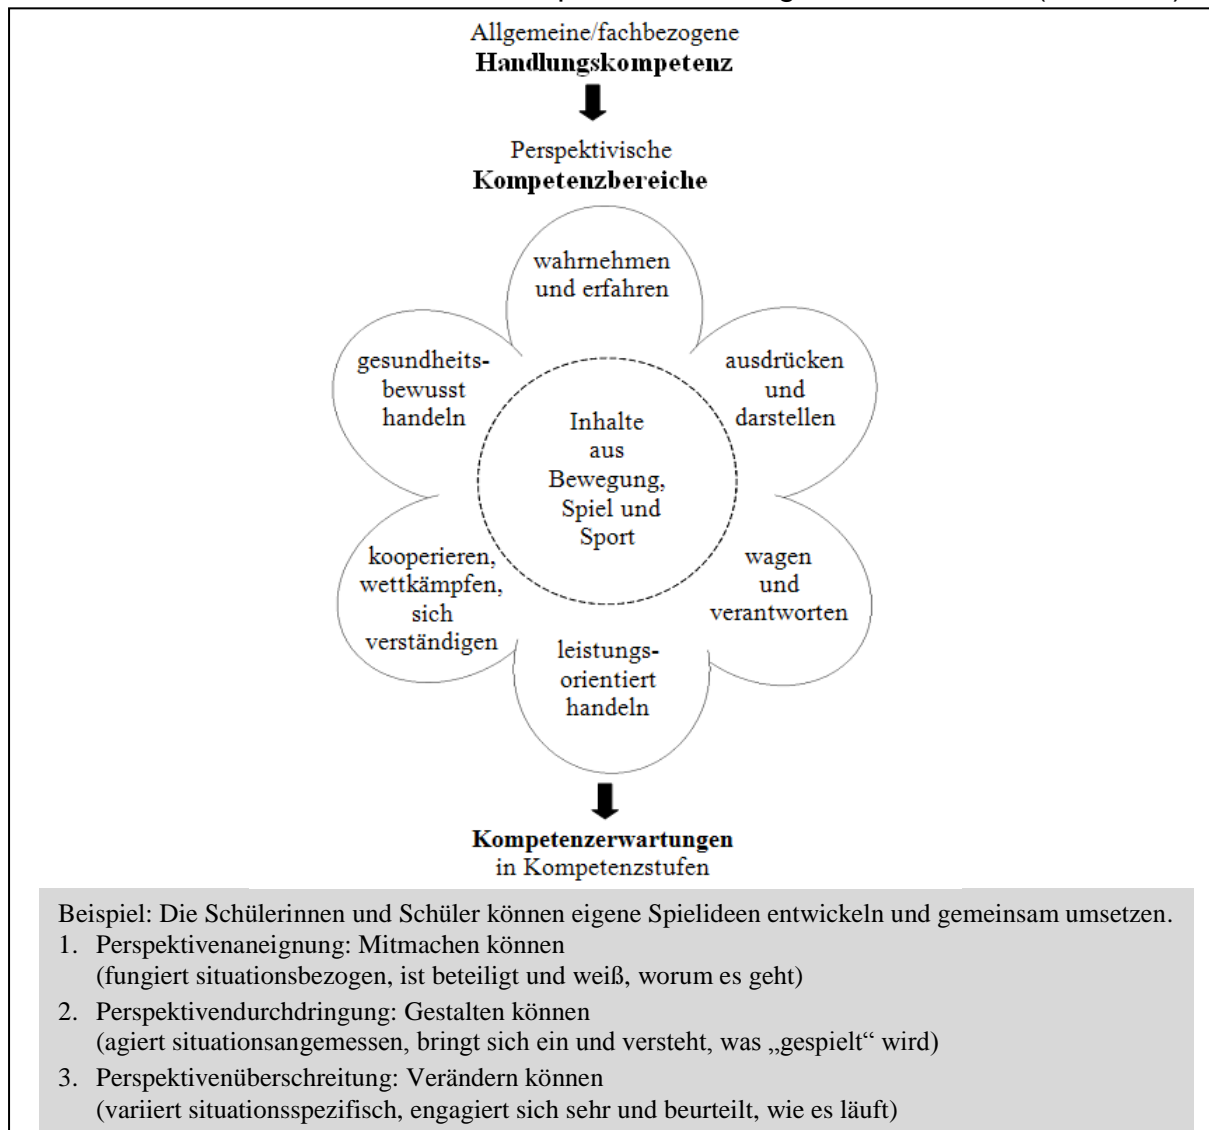 Allgemeine/fachbezogene
Handlungskompetenz
Perspektivische
Kompetenzbereiche
wahrnehmen
und erfahren
gesundheits-
bewusst
handeln
ausdrücken
und
darstellen
Inhalte
aus
Bewegung,
Spiel und
Sport
kooperieren,
wettkämpfen,
sich
verständigen
wagen
und
verantworten
leistungs-
orientiert
handeln
Kompetenzerwartungen
in Kompetenzstufen
Beispiel: Die Schülerinnen und Schüler können eigene Spielideen entwickeln und gemeinsam umsetzen.
1. Perspektivenaneignung: Mitmachen können
(fungiert situationsbezogen, ist beteiligt und weiß, worum es geht)
2. Perspektivendurchdringung: Gestalten können
(agiert situationsangemessen, bringt sich ein und versteht, was „gespielt“ wird)
3. Perspektivenüberschreitung: Verändern können
(variiert situationsspezifisch, engagiert sich sehr und beurteilt, wie es läuft)